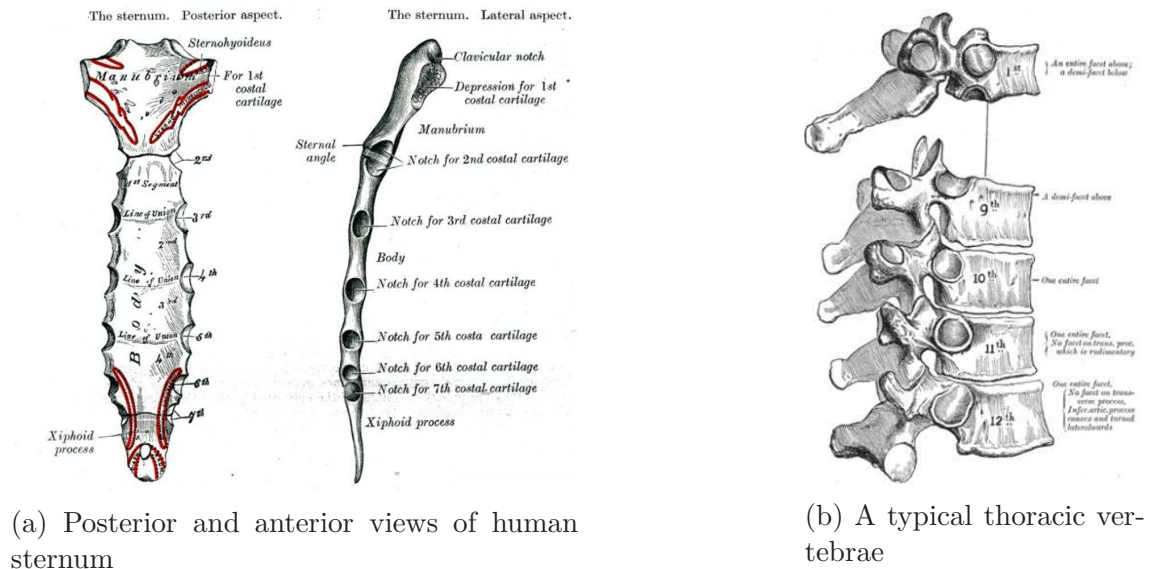 The sternum. Posterior aspect.
Sternohyoideus
Manubrium
For 1st
costal
cartilage
2nd
1st Segment
Line of Union
3rd
2nd
4th
Line of Union
3rd
Body
Line of Union
5th
4th
6th
7th
Xiphoid
process
The sternum. Lateral aspect.
Clavicular notch
Depression for 1st
costal cartilage
Manubrium
Sternal
angle
Notch for 2nd costal cartilage
Notch for 3rd costal cartilage
Body
Notch for 4th costal cartilage
Notch for 5th costa cartilage
Notch for 6th costal cartilage
Notch for 7th costal cartilage
Xiphoid process
(a) Posterior and anterior views of human
sternum
1st
An entire facet above;
a demi-facet below
9th
A demi-facet above
10th
One entire facet
11th
One entire facet,
No facet on trans. proc.
which is rudimentary
12th
One entire facet,
No facet on trans-
verse process,
Infer. artic. process
convex and turned
lateralwards
(b) A typical thoracic ver-
tebrae